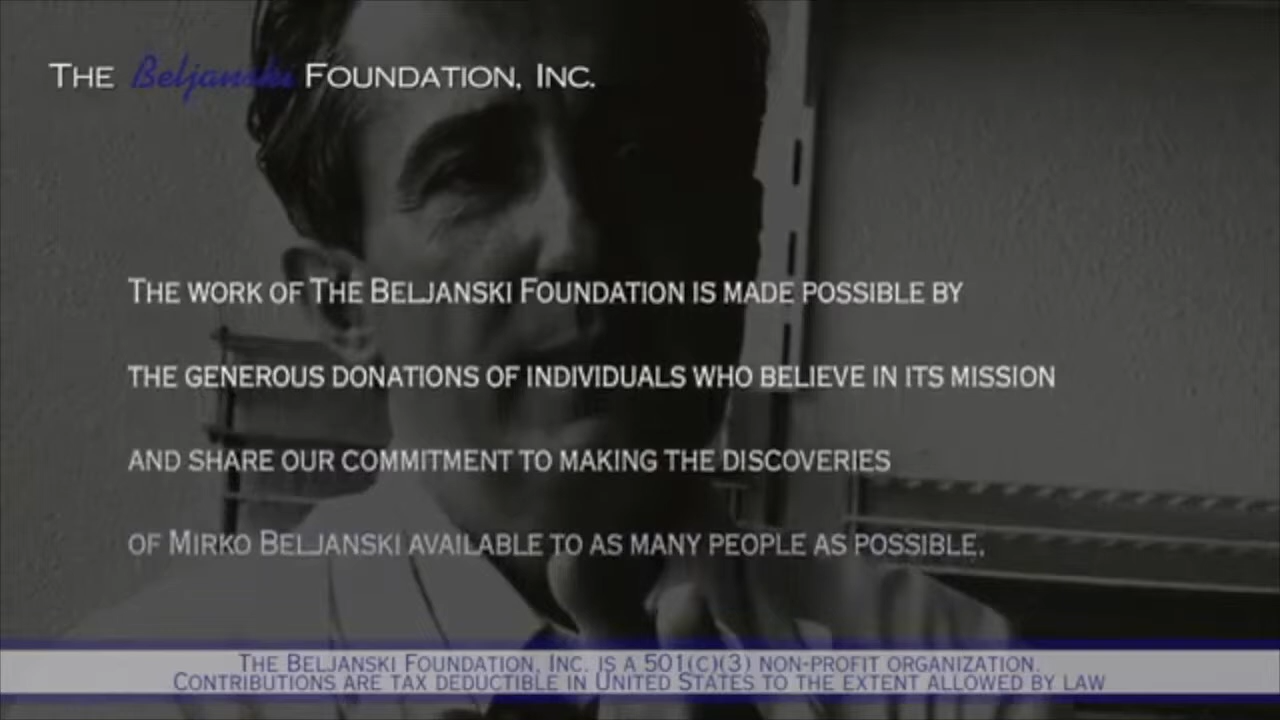 The Beljanski Foundation, Inc.
The work of The Beljanski Foundation is made possible by
the generous donations of individuals who believe in its mission
and share our commitment to making the discoveries
of Mirko Beljanski available to as many people as possible.
The Beljanski Foundation, Inc. is a 501(c)(3) non-profit organization.
Contributions are tax deductible in United States to the extent allowed by law